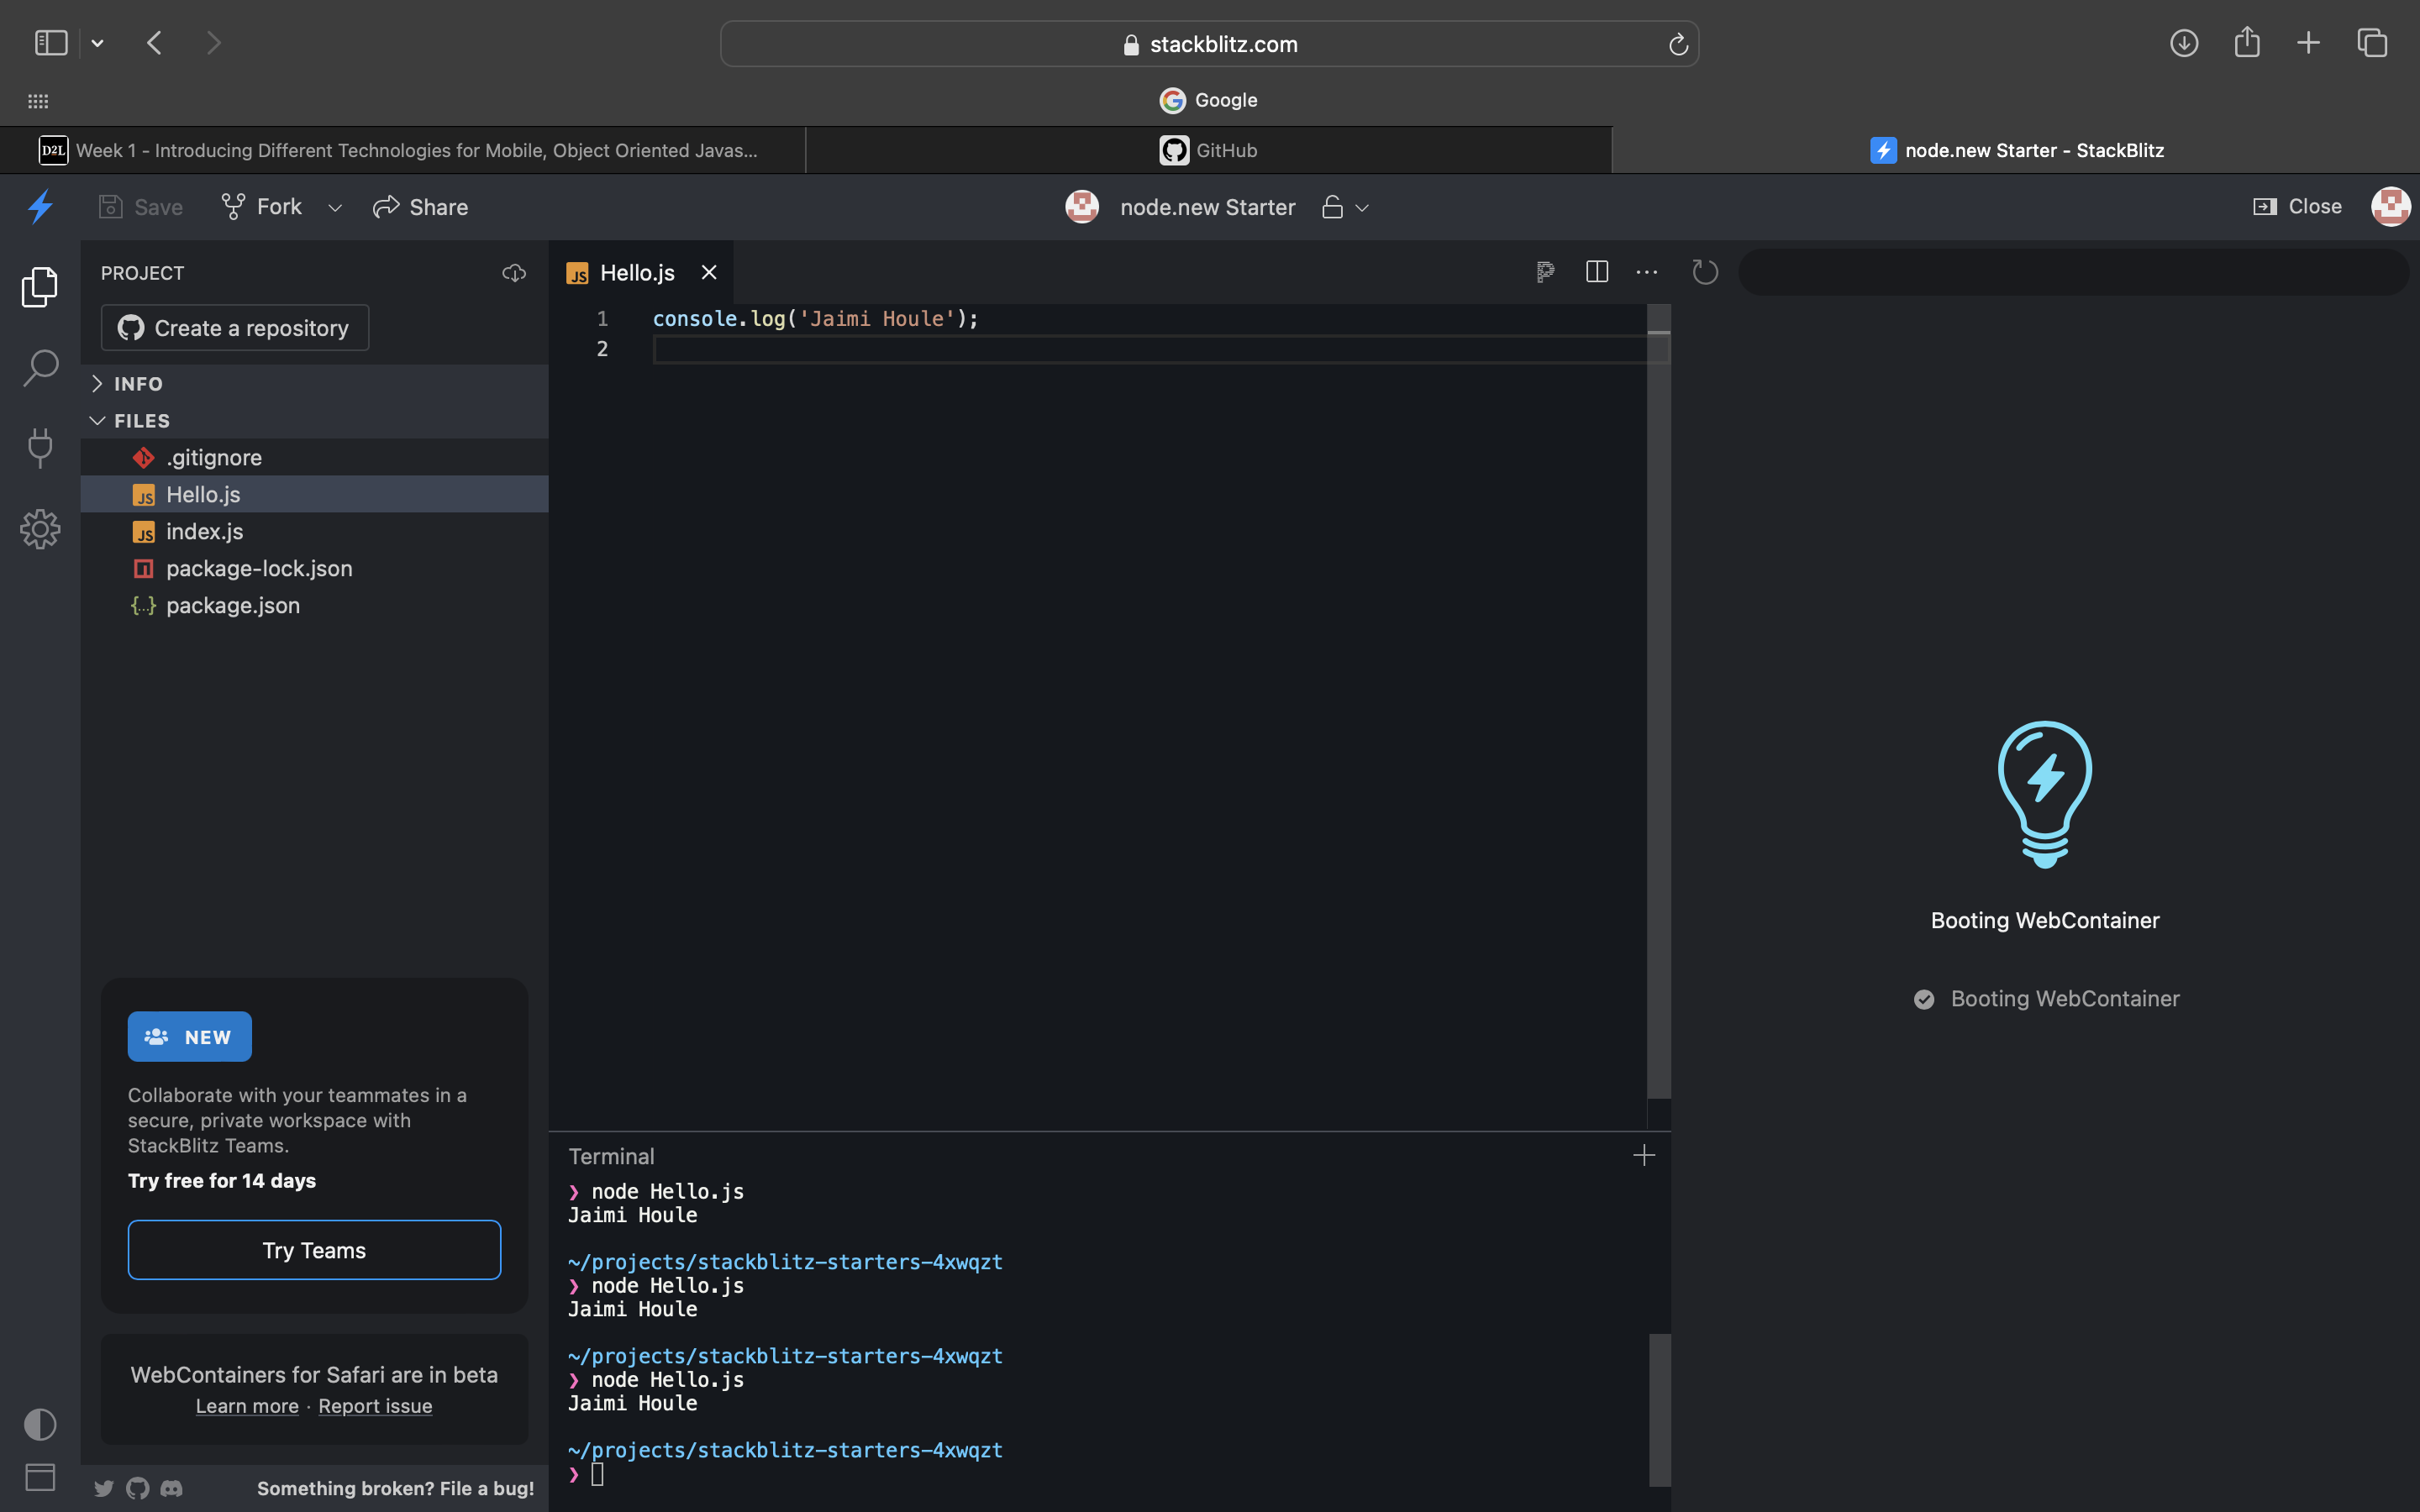 stackblitz.com
Google
D2L Week 1 - Introducing Different Technologies for Mobile, Object Oriented Javas...
GitHub
node.new Starter - StackBlitz
Save
Fork
Share
node.new Starter
Close
PROJECT
Create a repository
INFO
FILES
.gitignore
JS Hello.js
JS index.js
package-lock.json
{...} package.json
NEW
Collaborate with your teammates in a
secure, private workspace with
StackBlitz Teams.
Try free for 14 days
Try Teams
WebContainers for Safari are in beta
Learn more · Report issue
Something broken? File a bug!
JS Hello.js
1 console.log('Jaimi Houle');
2
Terminal
❯ node Hello.js
Jaimi Houle
~/projects/stackblitz-starters-4xwqzt
❯ node Hello.js
Jaimi Houle
~/projects/stackblitz-starters-4xwqzt
❯ node Hello.js
Jaimi Houle
~/projects/stackblitz-starters-4xwqzt
❯
Booting WebContainer
Booting WebContainer